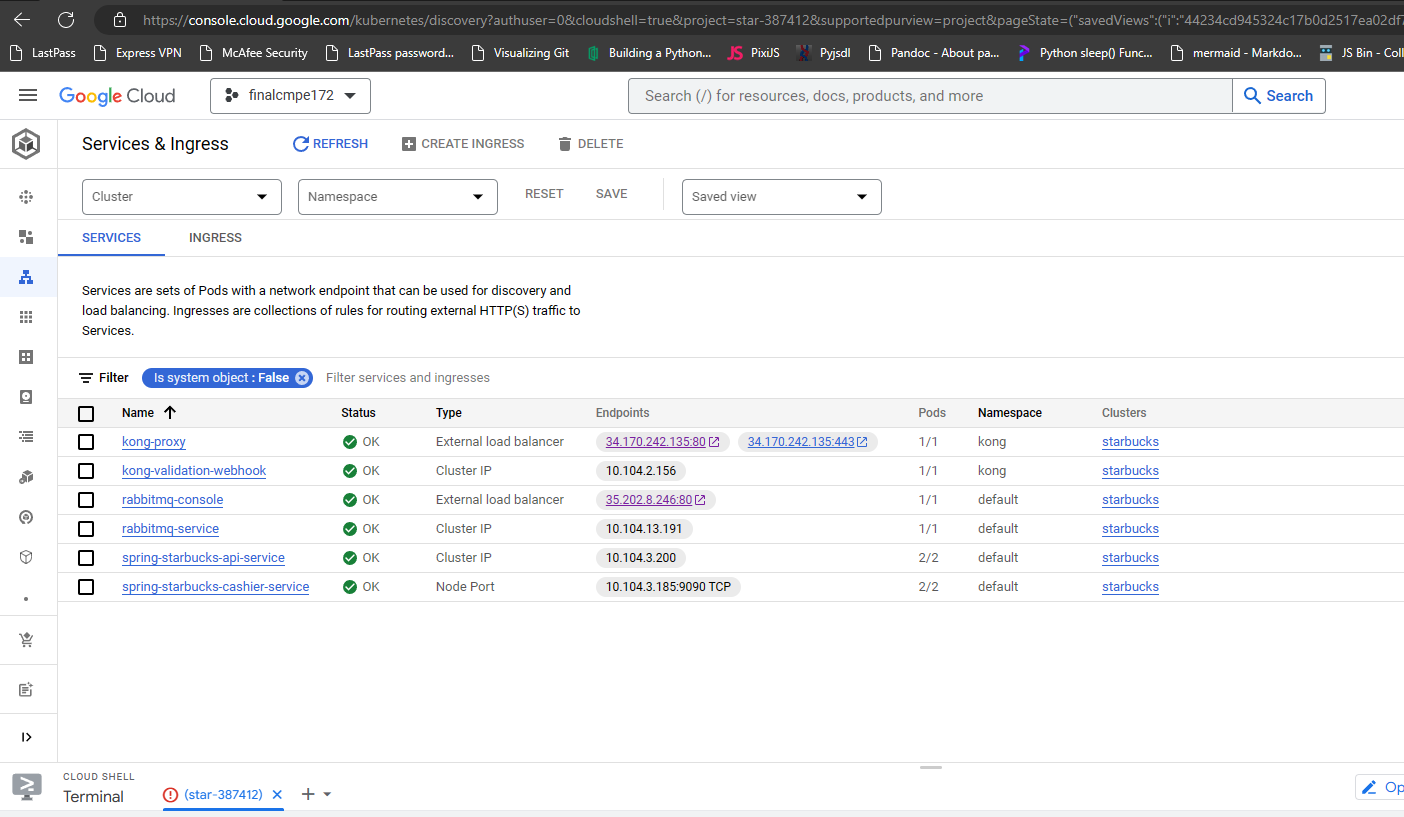 https://console.cloud.google.com/kubernetes/discovery?authuser=0&cloudshell=true&project=star-387412&supportedpurview=project&pageState=("savedViews":("i":"44234cd945324c17b0d2517ea02df7
LastPass Express VPN McAfee Security LastPass password... Visualizing Git Building a Python... JS PixiJS Pyjsdl Pandoc - About pa... Python sleep() Func... mermaid - Markdo... JS Bin - Coll
Google Cloud finalcmpe172 Search (/) for resources, docs, products, and more Search
Services & Ingress REFRESH CREATE INGRESS DELETE
Cluster Namespace RESET SAVE Saved view
SERVICES INGRESS
Services are sets of Pods with a network endpoint that can be used for discovery and
load balancing. Ingresses are collections of rules for routing external HTTP(S) traffic to
Services.
Filter Is system object : False Filter services and ingresses
Name Status Type Endpoints Pods Namespace Clusters
kong-proxy OK External load balancer 34.170.242.135:80 34.170.242.135:443 1/1 kong starbucks
kong-validation-webhook OK Cluster IP 10.104.2.156 1/1 kong starbucks
rabbitmq-console OK External load balancer 35.202.8.246:80 1/1 default starbucks
rabbitmq-service OK Cluster IP 10.104.13.191 1/1 default starbucks
spring-starbucks-api-service OK Cluster IP 10.104.3.200 2/2 default starbucks
spring-starbucks-cashier-service OK Node Port 10.104.3.185:9090 TCP 2/2 default starbucks
CLOUD SHELL
Terminal (star-387412) Op